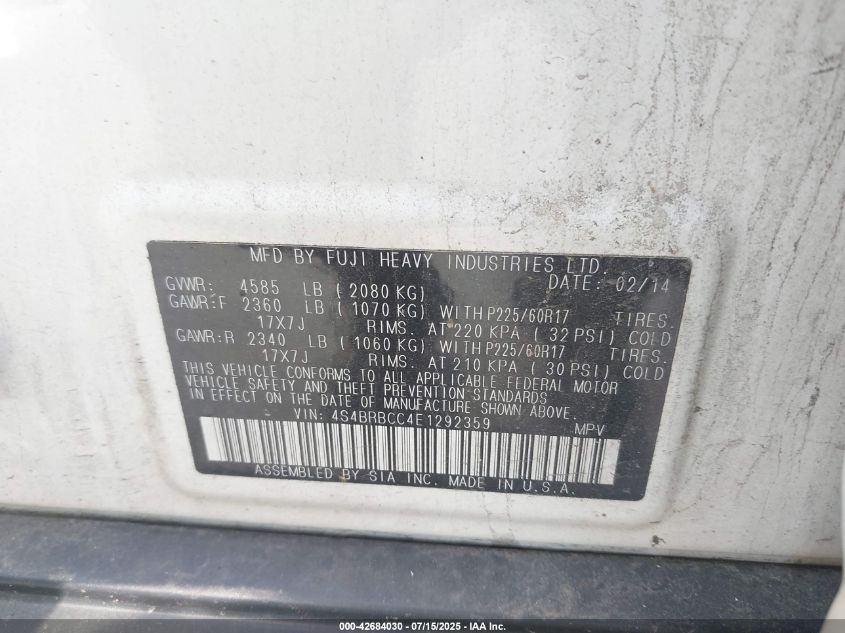 MFD BY FUJI HEAVY INDUSTRIES LTD.
DATE: 02/14
GVWR: 4585 LB (2080 KG)
GAWR:F 2360 LB (1070 KG) WITH P225/60R17 TIRES.
17X7J RIMS. AT 220 KPA (32 PSI) COLD
GAWR:R 2340 LB (1060 KG) WITH P225/60R17 TIRES.
17X7J RIMS. AT 210 KPA (30 PSI) COLD
THIS VEHICLE CONFORMS TO ALL APPLICABLE FEDERAL MOTOR
VEHICLE SAFETY AND THEFT PREVENTION STANDARDS
IN EFFECT ON THE DATE OF MANUFACTURE SHOWN ABOVE.
VIN: 4S4BRBCC4E1292359 MPV
ASSEMBLED BY SIA INC. MADE IN U.S.A.
000-42684030 - 07/15/2025 - IAA Inc.